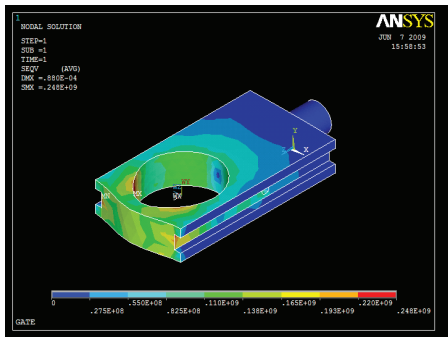 1
NODAL SOLUTION
ANSYS
JUN 7 2009
15:58:53
STEP=1
SUB =1
TIME=1
SEQV (AVG)
DMX =.880E-04
SMX =.248E+09
Y
X
MN
MX
0 .550E+08 .110E+09 .165E+09 .220E+09
.275E+08 .825E+08 .138E+09 .193E+09 .248E+09
GATE